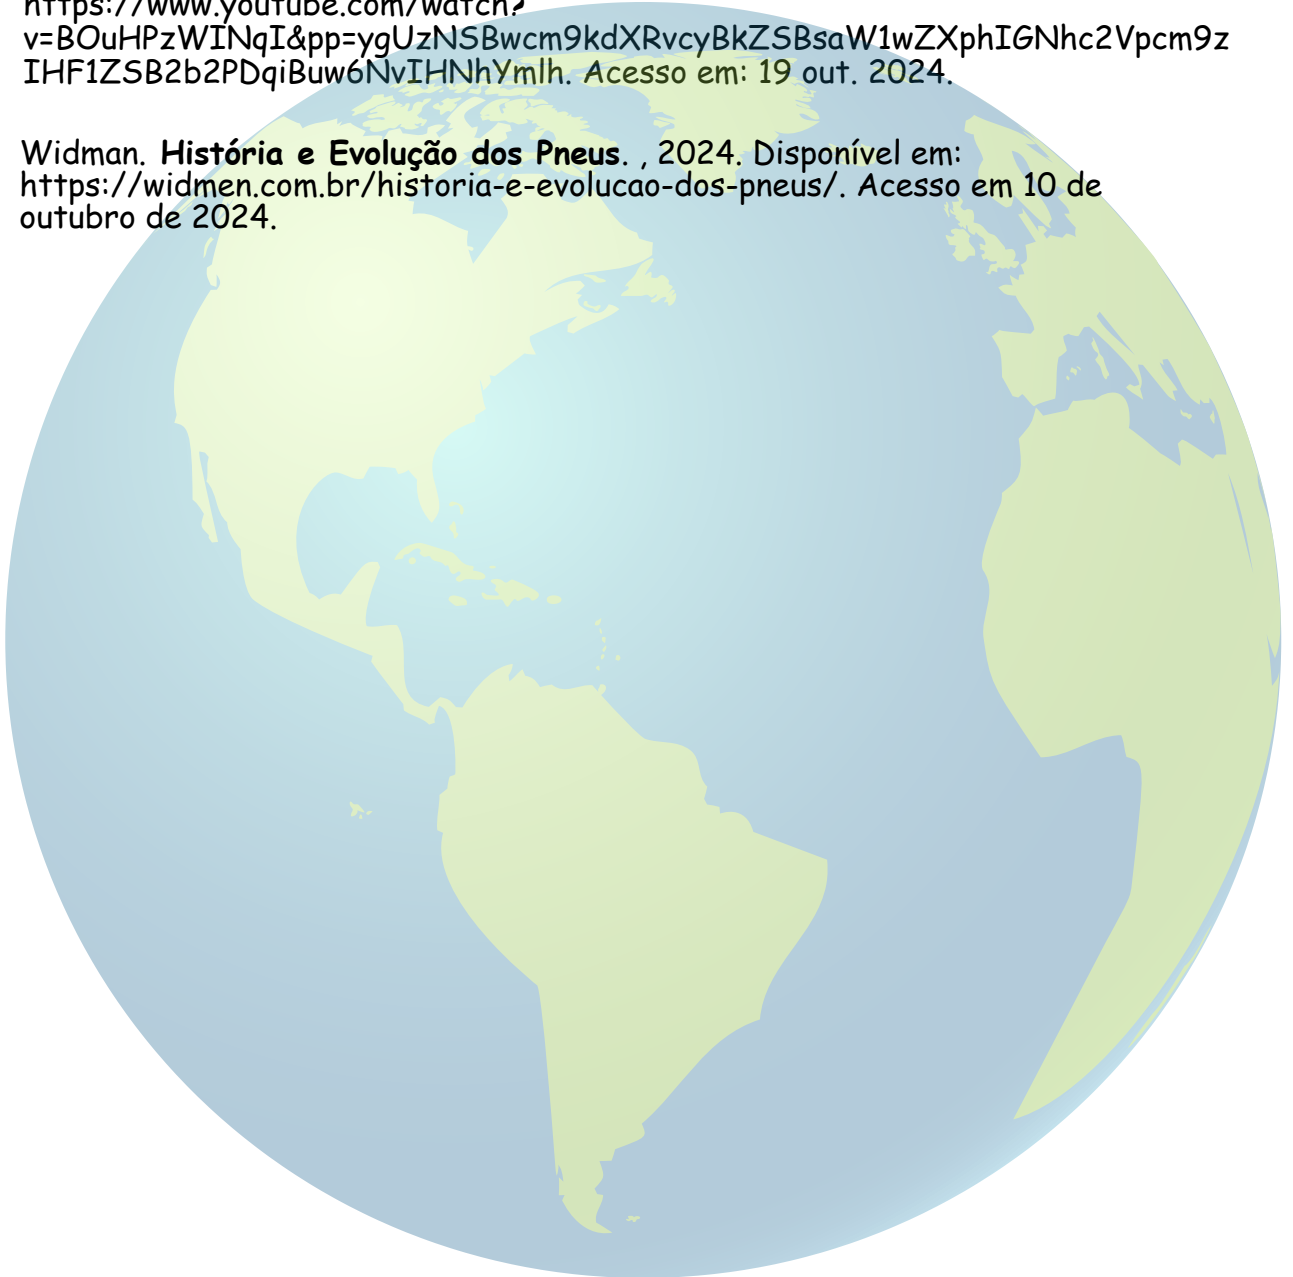 https://www.youtube.com/watch?
v=BOuHPzWINqI&pp=ygUzNSBwcm9kdXRvcyBkZSBsaW1wZXphIGNhc2Vpcm9z
IHF1ZSB2b2PDqiBuw6NvIHNhYmlh. Acesso em: 19 out. 2024.
Widman. História e Evolução dos Pneus. , 2024. Disponível em:
https://widmen.com.br/historia-e-evolucao-dos-pneus/. Acesso em 10 de
outubro de 2024.